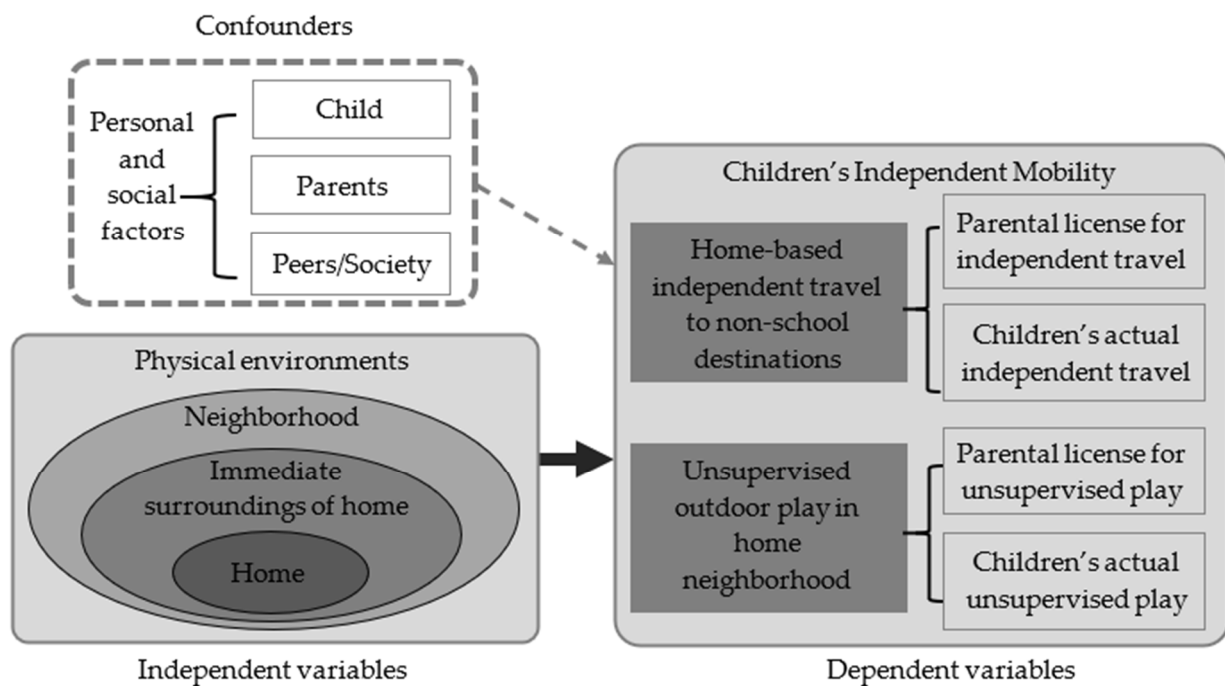 Confounders
Personal
and
social
factors
Child
Parents
Peers/Society
Physical environments
Neighborhood
Immediate
surroundings of home
Home
Independent variables
Children's Independent Mobility
Home-based
independent travel
to non-school
destinations
Parental license for
independent travel
Children's actual
independent travel
Unsupervised
outdoor play in
home
neighborhood
Parental license for
unsupervised play
Children's actual
unsupervised play
Dependent variables